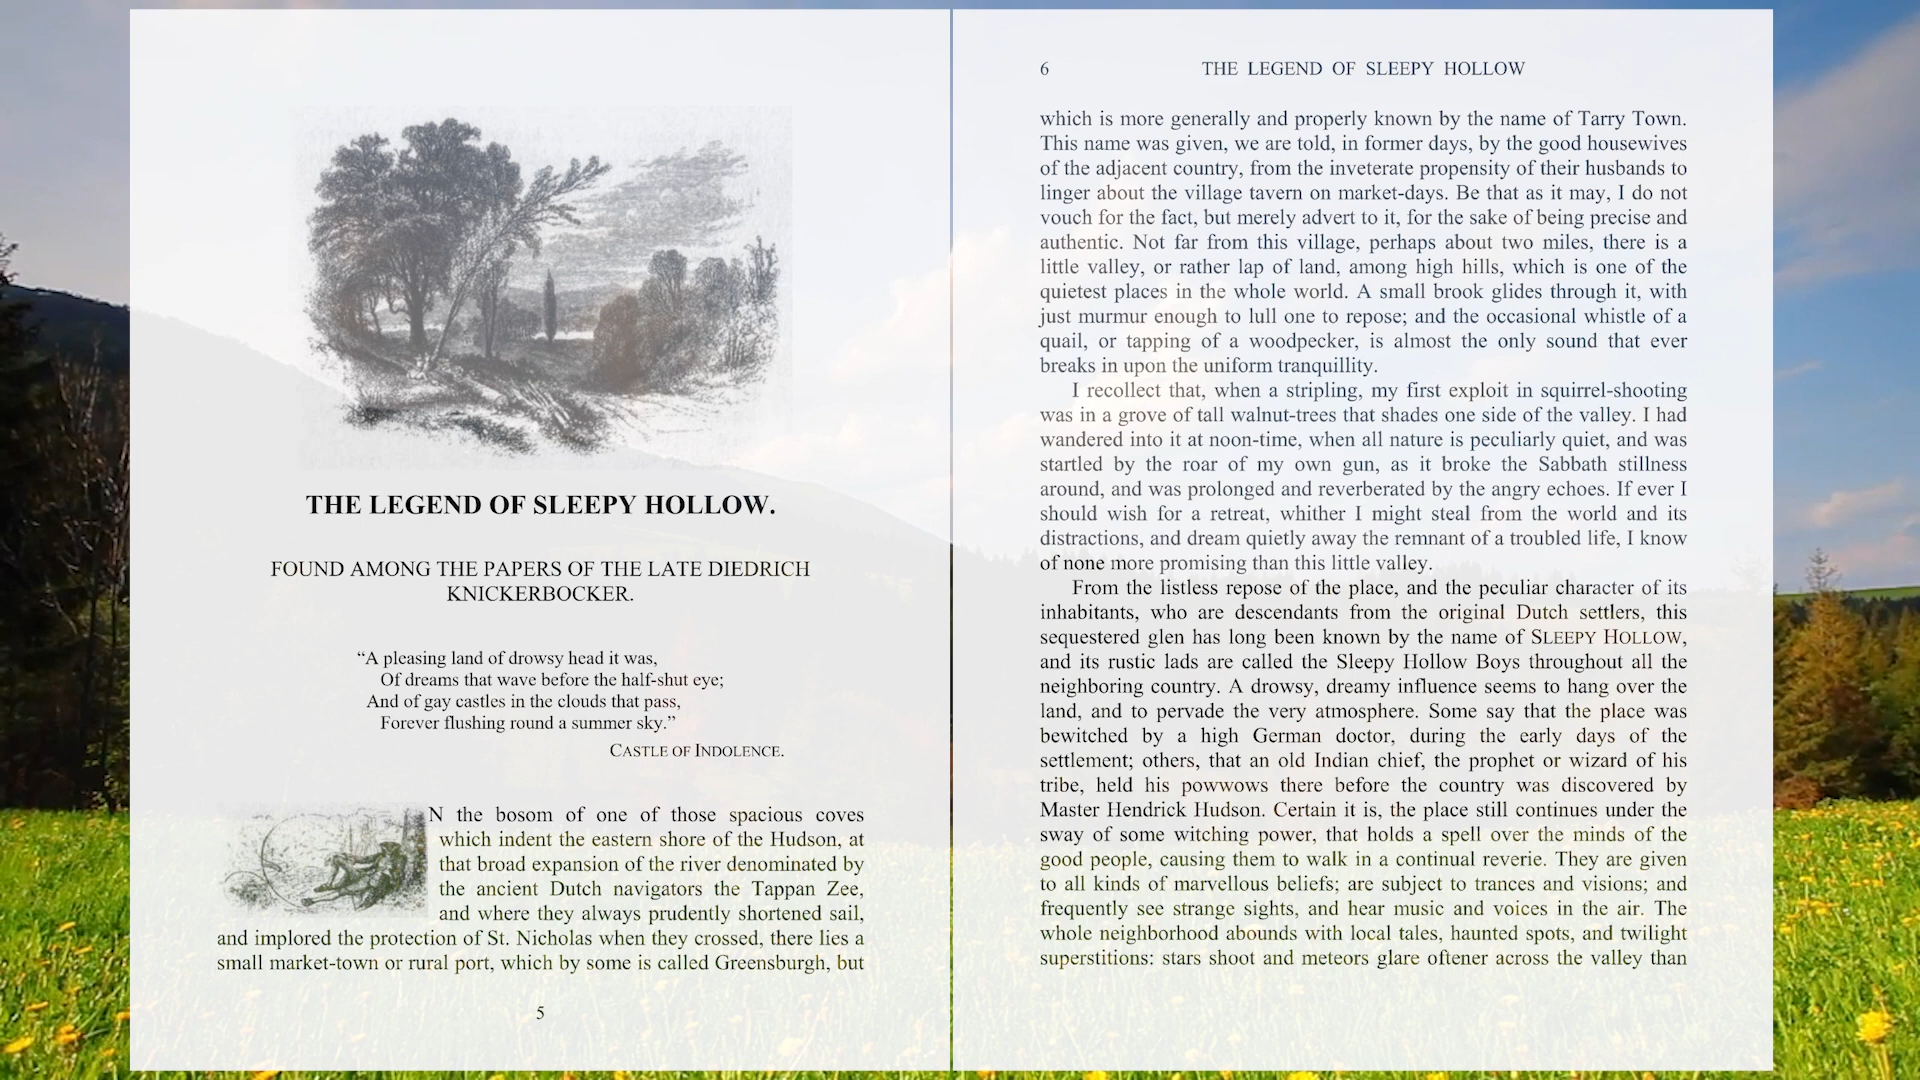 THE LEGEND OF SLEEPY HOLLOW.
FOUND AMONG THE PAPERS OF THE LATE DIEDRICH
KNICKERBOCKER.
“A pleasing land of drowsy head it was,
Of dreams that wave before the half-shut eye;
And of gay castles in the clouds that pass,
Forever flushing round a summer sky.”
CASTLE OF INDOLENCE.
N the bosom of one of those spacious coves
which indent the eastern shore of the Hudson, at
that broad expansion of the river denominated by
the ancient Dutch navigators the Tappan Zee,
and where they always prudently shortened sail,
and implored the protection of St. Nicholas when they crossed, there lies a
small market-town or rural port, which by some is called Greensburgh, but
5
6 THE LEGEND OF SLEEPY HOLLOW
which is more generally and properly known by the name of Tarry Town.
This name was given, we are told, in former days, by the good housewives
of the adjacent country, from the inveterate propensity of their husbands to
linger about the village tavern on market-days. Be that as it may, I do not
vouch for the fact, but merely advert to it, for the sake of being precise and
authentic. Not far from this village, perhaps about two miles, there is a
little valley, or rather lap of land, among high hills, which is one of the
quietest places in the whole world. A small brook glides through it, with
just murmur enough to lull one to repose; and the occasional whistle of a
quail, or tapping of a woodpecker, is almost the only sound that ever
breaks in upon the uniform tranquillity.
I recollect that, when a stripling, my first exploit in squirrel-shooting
was in a grove of tall walnut-trees that shades one side of the valley. I had
wandered into it at noon-time, when all nature is peculiarly quiet, and was
startled by the roar of my own gun, as it broke the Sabbath stillness
around, and was prolonged and reverberated by the angry echoes. If ever I
should wish for a retreat, whither I might steal from the world and its
distractions, and dream quietly away the remnant of a troubled life, I know
of none more promising than this little valley.
From the listless repose of the place, and the peculiar character of its
inhabitants, who are descendants from the original Dutch settlers, this
sequestered glen has long been known by the name of SLEEPY HOLLOW,
and its rustic lads are called the Sleepy Hollow Boys throughout all the
neighboring country. A drowsy, dreamy influence seems to hang over the
land, and to pervade the very atmosphere. Some say that the place was
bewitched by a high German doctor, during the early days of the
settlement; others, that an old Indian chief, the prophet or wizard of his
tribe, held his powwows there before the country was discovered by
Master Hendrick Hudson. Certain it is, the place still continues under the
sway of some witching power, that holds a spell over the minds of the
good people, causing them to walk in a continual reverie. They are given
to all kinds of marvellous beliefs; are subject to trances and visions; and
frequently see strange sights, and hear music and voices in the air. The
whole neighborhood abounds with local tales, haunted spots, and twilight
superstitions: stars shoot and meteors glare oftener across the valley than